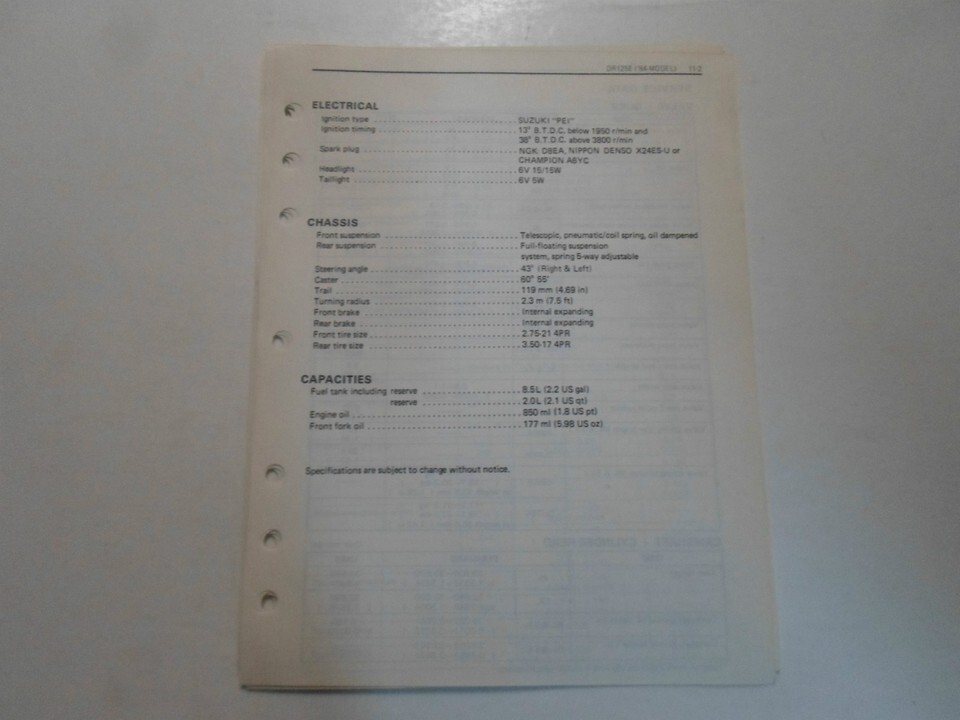 DR125E ('84-MODEL) 11-2
ELECTRICAL
Ignition type ........ SUZUKI "PEI"
Ignition timing ........ 13° B.T.D.C. below 1950 r/min and
38° B.T.D.C. above 3800 r/min
Spark plug ........ NGK D8EA, NIPPON DENSO X24ES-U or
CHAMPION A6YC
Headlight ........ 6V 15/15W
Taillight ........ 6V 5W
CHASSIS
Front suspension ........ Telescopic, pneumatic/coil spring, oil dampened
Rear suspension ........ Full-floating suspension
system, spring 5-way adjustable
Steering angle ........ 43° (Right & Left)
Caster ........ 60° 55'
Trail ........ 119 mm (4.69 in)
Turning radius ........ 2.3 m (7.5 ft)
Front brake ........ Internal expanding
Rear brake ........ Internal expanding
Front tire size ........ 2.75-21 4PR
Rear tire size ........ 3.50-17 4PR
CAPACITIES
Fuel tank including reserve ........ 8.5L (2.2 US gal)
reserve ........ 2.0L (2.1 US qt)
Engine oil ........ 850 ml (1.8 US pt)
Front fork oil ........ 177 ml (5.98 US oz)
Specifications are subject to change without notice.